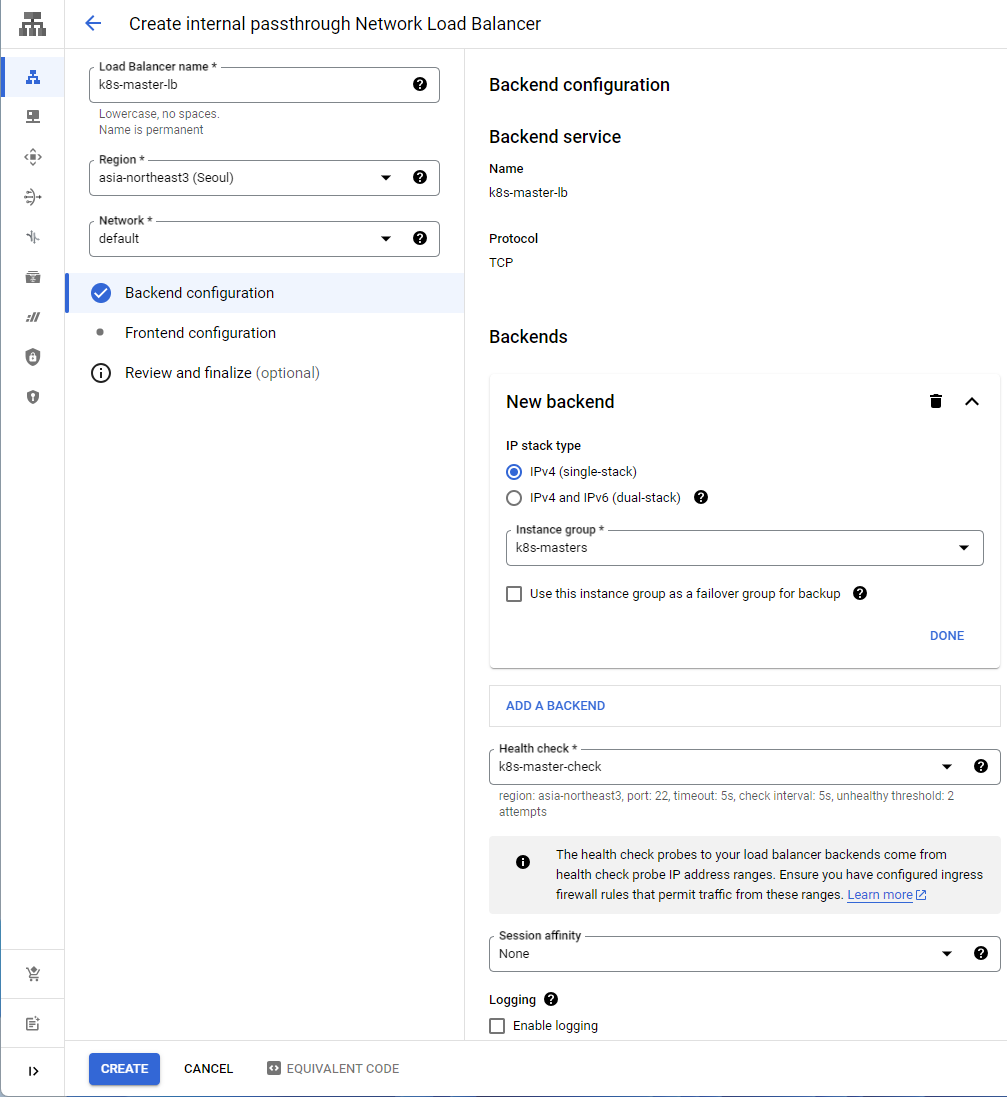 Create internal passthrough Network Load Balancer
Load Balancer name *
k8s-master-lb
Lowercase, no spaces.
Name is permanent
Region *
asia-northeast3 (Seoul)
Network *
default
Backend configuration
Frontend configuration
Review and finalize (optional)
Backend configuration
Backend service
Name
k8s-master-lb
Protocol
TCP
Backends
New backend
IP stack type
IPv4 (single-stack)
IPv4 and IPv6 (dual-stack)
Instance group *
k8s-masters
Use this instance group as a failover group for backup
DONE
ADD A BACKEND
Health check *
k8s-master-check
region: asia-northeast3, port: 22, timeout: 5s, check interval: 5s, unhealthy threshold: 2
attempts
The health check probes to your load balancer backends come from
health check probe IP address ranges. Ensure you have configured ingress
firewall rules that permit traffic from these ranges. Learn more
Session affinity
None
Logging
Enable logging
CREATE
CANCEL
EQUIVALENT CODE